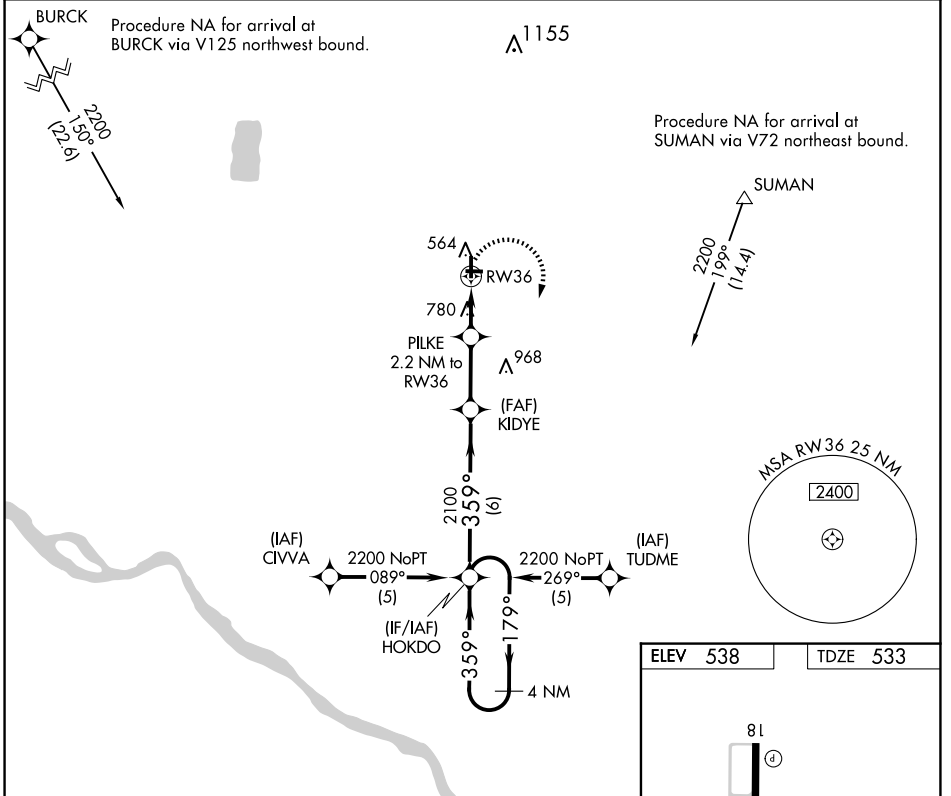 BURCK
Procedure NA for arrival at
BURCK via V125 northwest bound.
1155
2200
150°
(22.6)
Procedure NA for arrival at
SUMAN via V72 northeast bound.
SUMAN
2200
199°
(14.4)
564
RW36
780
PILKE
2.2 NM to
RW36
968
(FAF)
KIDYE
MSA RW36 25 NM
2400
2100
359°
(6)
(IAF)
CIVVA
2200 NoPT
089°
(5)
2200 NoPT
269°
(5)
(IAF)
TUDME
(IF/IAF)
HOKDO
359°
179°
4 NM
ELEV 538
TDZE 533
18
P